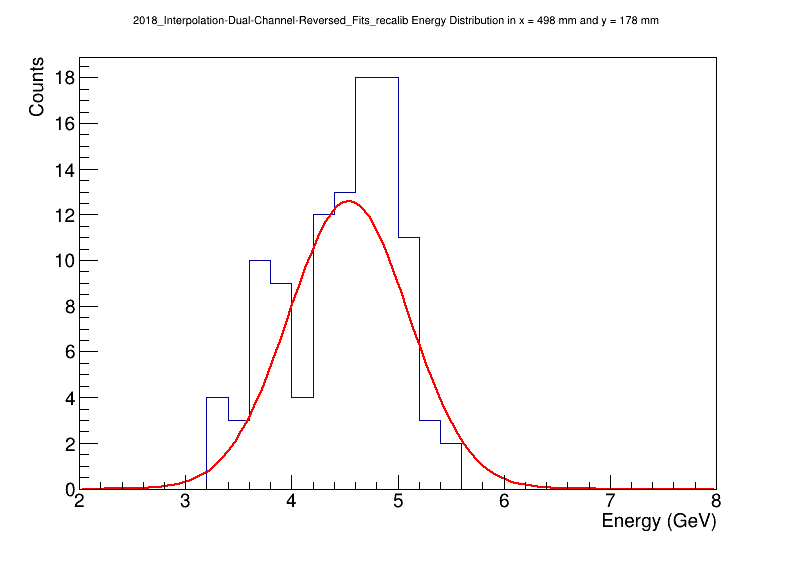 2018_Interpolation-Dual-Channel-Reversed_Fits_recalib Energy Distribution in x = 498 mm and y = 178 mm
Counts
18
16
14
12
10
8
6
4
2
0
2 3 4 5 6 7 8
Energy (GeV)